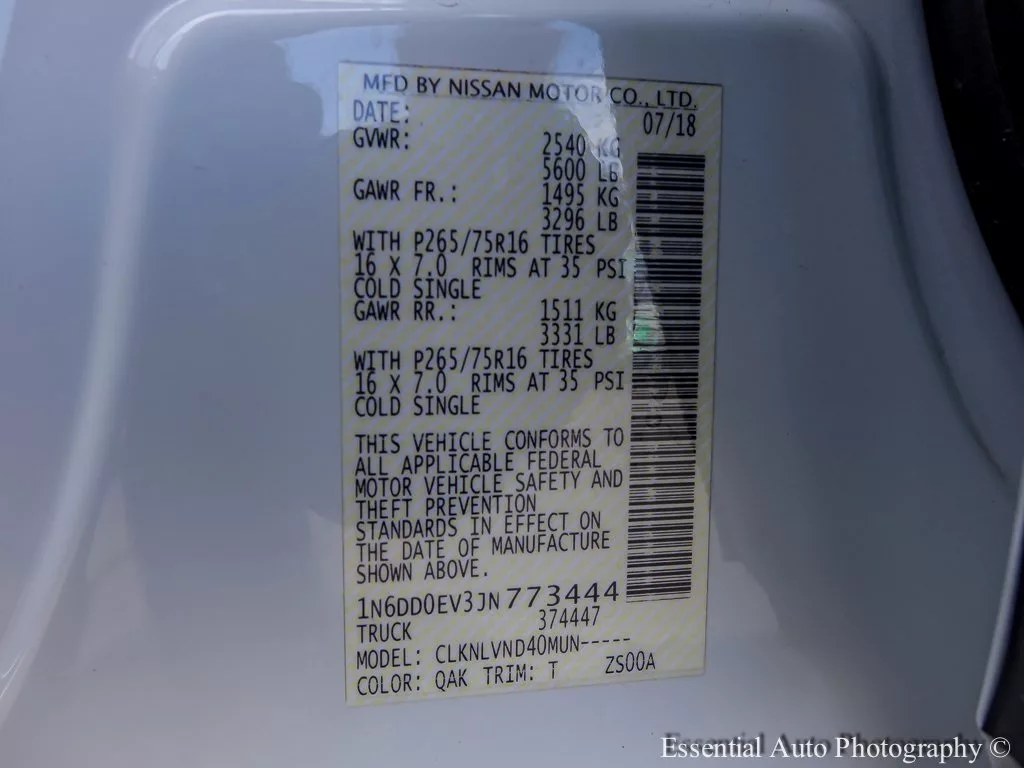 MFD BY NISSAN MOTOR CO., LTD.
DATE: 07/18
GVWR: 2540 KG
5600 LB
GAWR FR.: 1495 KG
3296 LB
WITH P265/75R16 TIRES
16 X 7.0 RIMS AT 35 PSI
COLD SINGLE
GAWR RR.: 1511 KG
3331 LB
WITH P265/75R16 TIRES
16 X 7.0 RIMS AT 35 PSI
COLD SINGLE
THIS VEHICLE CONFORMS TO
ALL APPLICABLE FEDERAL
MOTOR VEHICLE SAFETY AND
THEFT PREVENTION
STANDARDS IN EFFECT ON
THE DATE OF MANUFACTURE
SHOWN ABOVE.
1N6DD0EV3JN773444
374447
TRUCK
MODEL: CLKNLVND40MUN-----
COLOR: QAK TRIM: T ZS00A
Essential Auto Photography ©